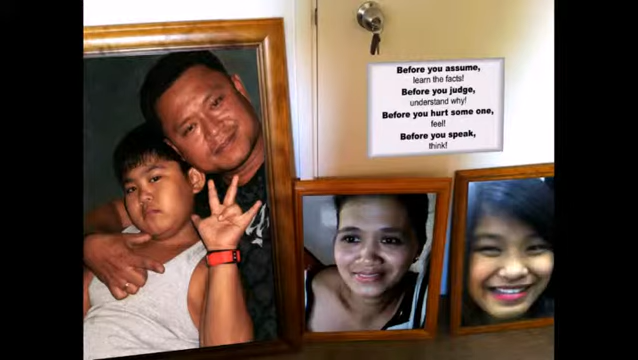 Before you assume,
learn the facts!
Before you judge,
understand why!
Before you hurt some one,
feel!
Before you speak,
think!